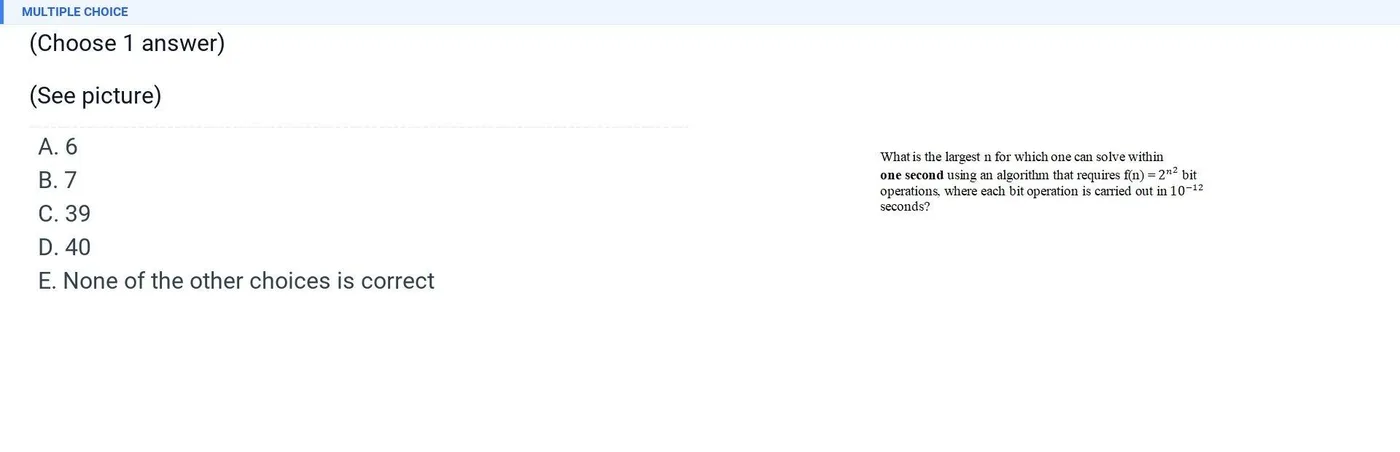 MULTIPLE CHOICE
(Choose 1 answer)
(See picture)
A. 6
B. 7
C. 39
D. 40
E. None of the other choices is correct
What is the largest n for which one can solve within
one second using an algorithm that requires f(n) = 2^{n^2} bit
operations, where each bit operation is carried out in 10^{-12}
seconds?